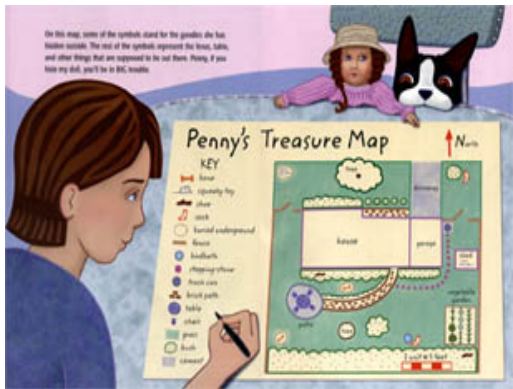 On this map, some of the symbols stand for the goodies she has
hidden outside. The rest of the symbols represent the fence, table,
and other things that are supposed to be out there. Penny, if you
hide my doll, you'll be in BIG trouble.
Penny's Treasure Map
North
KEY
bone
squeaky toy
shoe
sock
buried underground
fence
birdbath
stepping-stone
trash can
brick path
table
chair
grass
bush
cement
tree
driveway
house
garage
shed
vegetable
garden
patio
tree
1 unit = 5 feet